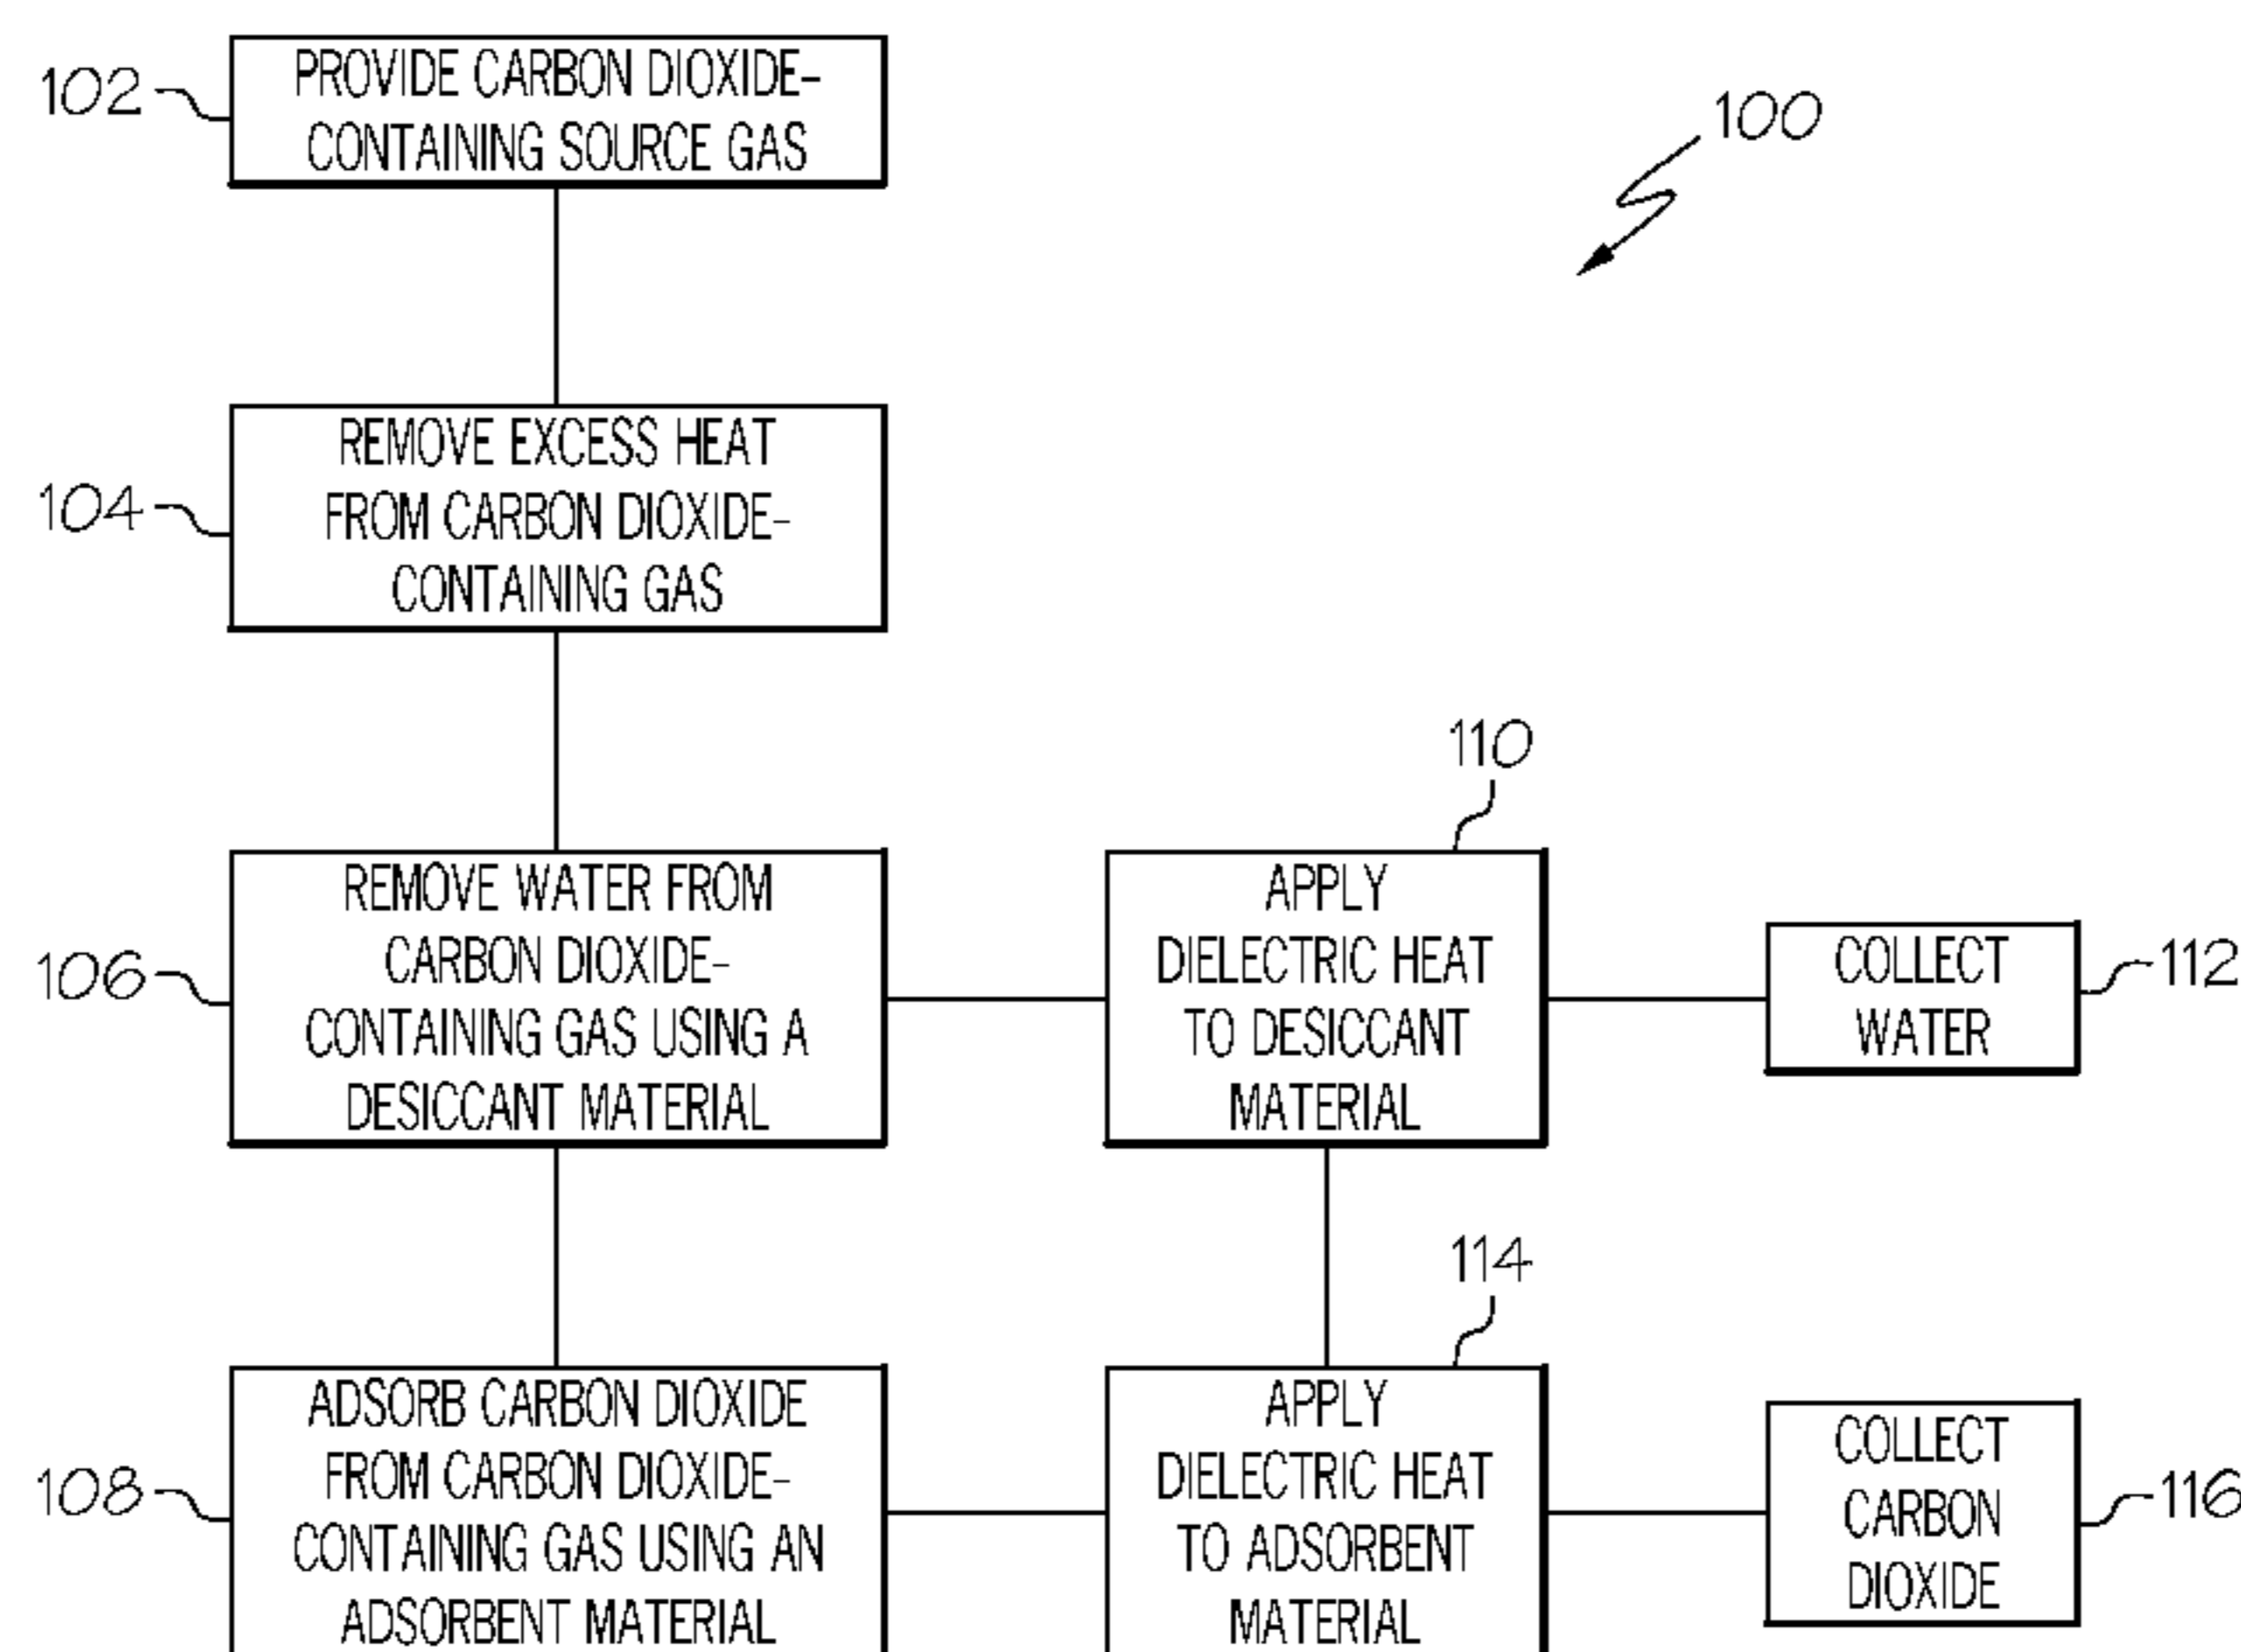 102
PROVIDE CARBON DIOXIDE-
CONTAINING SOURCE GAS
100
104
REMOVE EXCESS HEAT
FROM CARBON DIOXIDE-
CONTAINING GAS
106
REMOVE WATER FROM
CARBON DIOXIDE-
CONTAINING GAS USING A
DESICCANT MATERIAL
110
APPLY
DIELECTRIC HEAT
TO DESICCANT
MATERIAL
COLLECT
WATER
112
108
ADSORB CARBON DIOXIDE
FROM CARBON DIOXIDE-
CONTAINING GAS USING AN
ADSORBENT MATERIAL
114
APPLY
DIELECTRIC HEAT
TO ADSORBENT
MATERIAL
COLLECT
CARBON
DIOXIDE
116